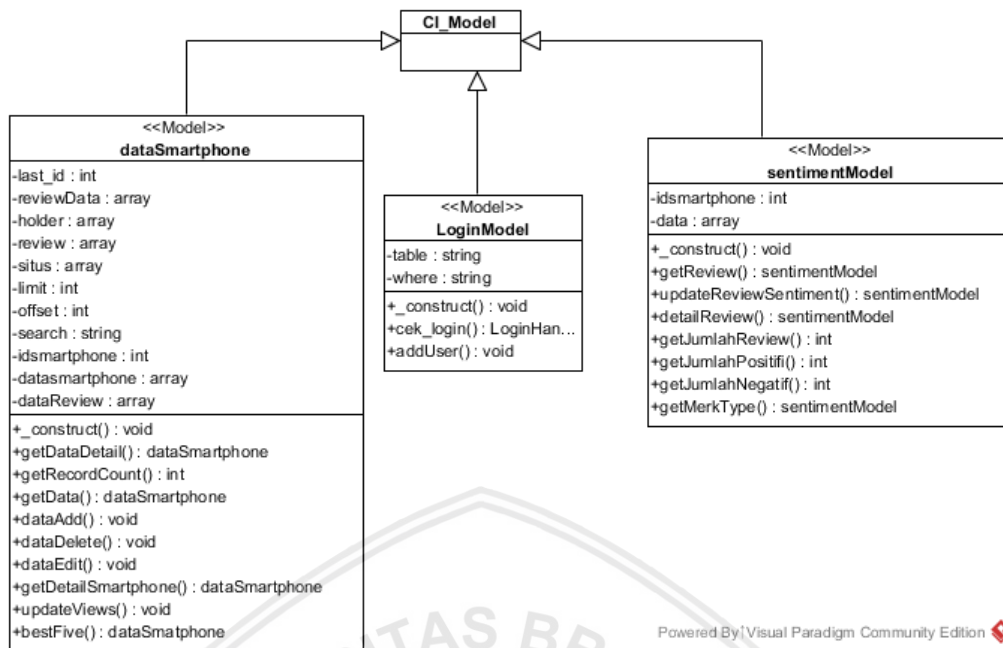 CI_Model
<<Model>>
dataSmartphone
-last_id : int
-reviewData : array
-holder : array
-review : array
-situs : array
-limit : int
-offset : int
-search : string
-idsmartphone : int
-datasmartphone : array
-dataReview : array
+_construct() : void
+getDataDetail() : dataSmartphone
+getRecordCount() : int
+getData() : dataSmartphone
+dataAdd() : void
+dataDelete() : void
+dataEdit() : void
+getDetailSmartphone() : dataSmartphone
+updateViews() : void
+bestFive() : dataSmatphone
<<Model>>
LoginModel
-table : string
-where : string
+_construct() : void
+cek_login() : LoginHan...
+addUser() : void
<<Model>>
sentimentModel
-idsmartphone : int
-data : array
+_construct() : void
+getReview() : sentimentModel
+updateReviewSentiment() : sentimentModel
+detailReview() : sentimentModel
+getJumlahReview() : int
+getJumlahPositifi() : int
+getJumlahNegatif() : int
+getMerkType() : sentimentModel
TAS BR
Powered By Visual Paradigm Community Edition